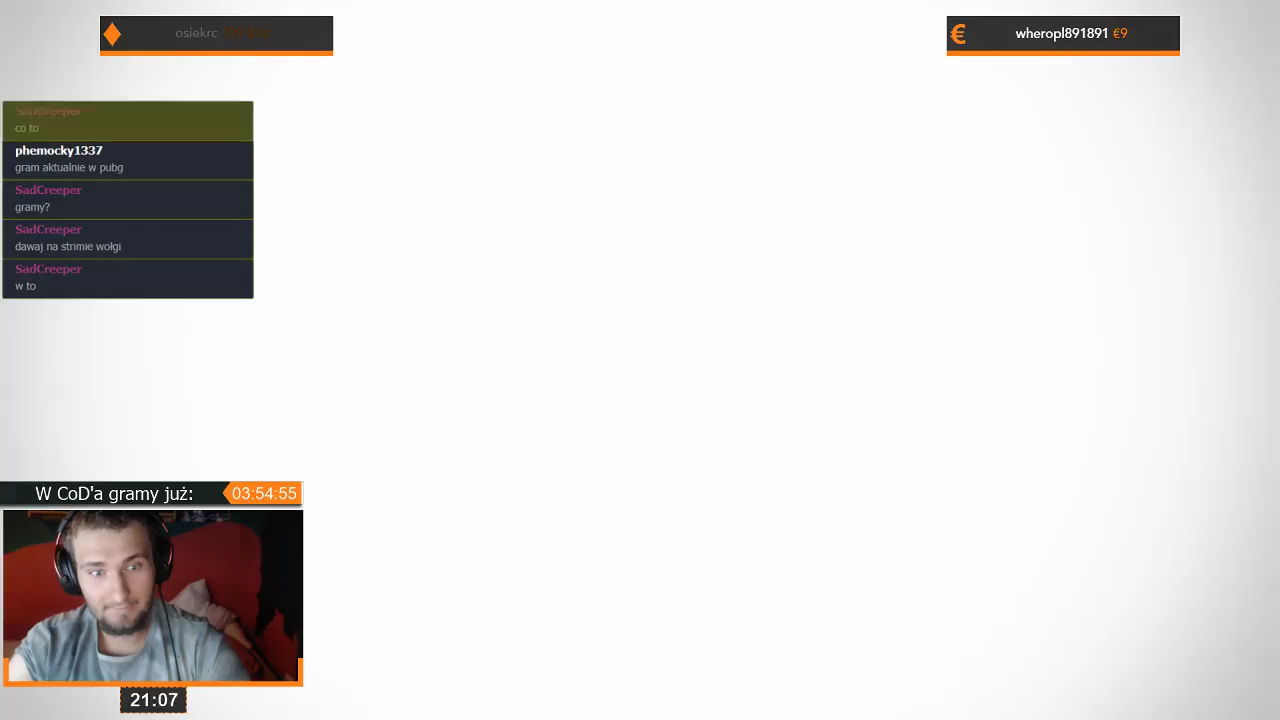 osiekrc
wheropl891891 €9
SadCreeper
co to
phemocky1337
gram aktualnie w pubg
SadCreeper
gramy?
SadCreeper
dawaj na strimie wołgi
SadCreeper
w to
W CoD'a gramy już: 03:54:55
21:07